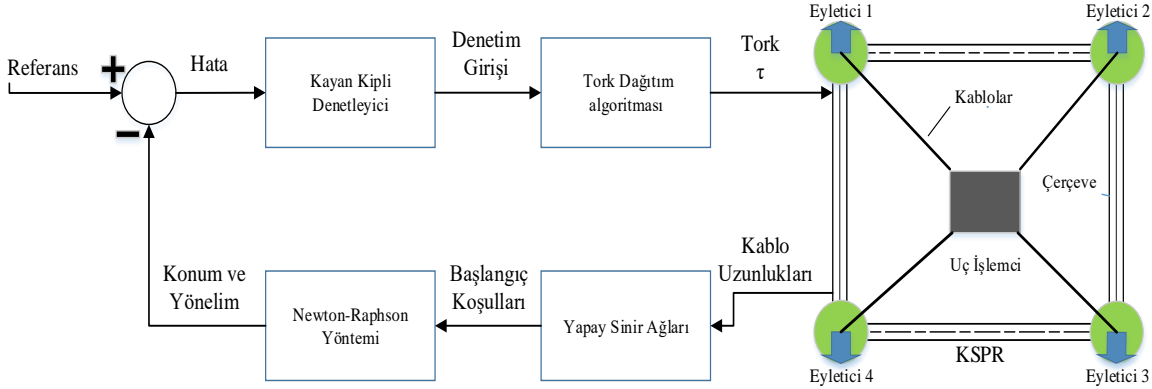 Eyletici 1
Eyletici 2
Referans
+
Hata
Kayan Kipli
Denetleyici
Denetim
Girişi
Tork Dağıtım
algoritması
Tork
τ
Kablolar
Çerçeve
Uç İşlemci
−
Konum ve
Yönelim
Newton-Raphson
Yöntemi
Başlangıç
Koşulları
Yapay Sinir Ağları
Kablo
Uzunlukları
KSPR
Eyletici 4
Eyletici 3